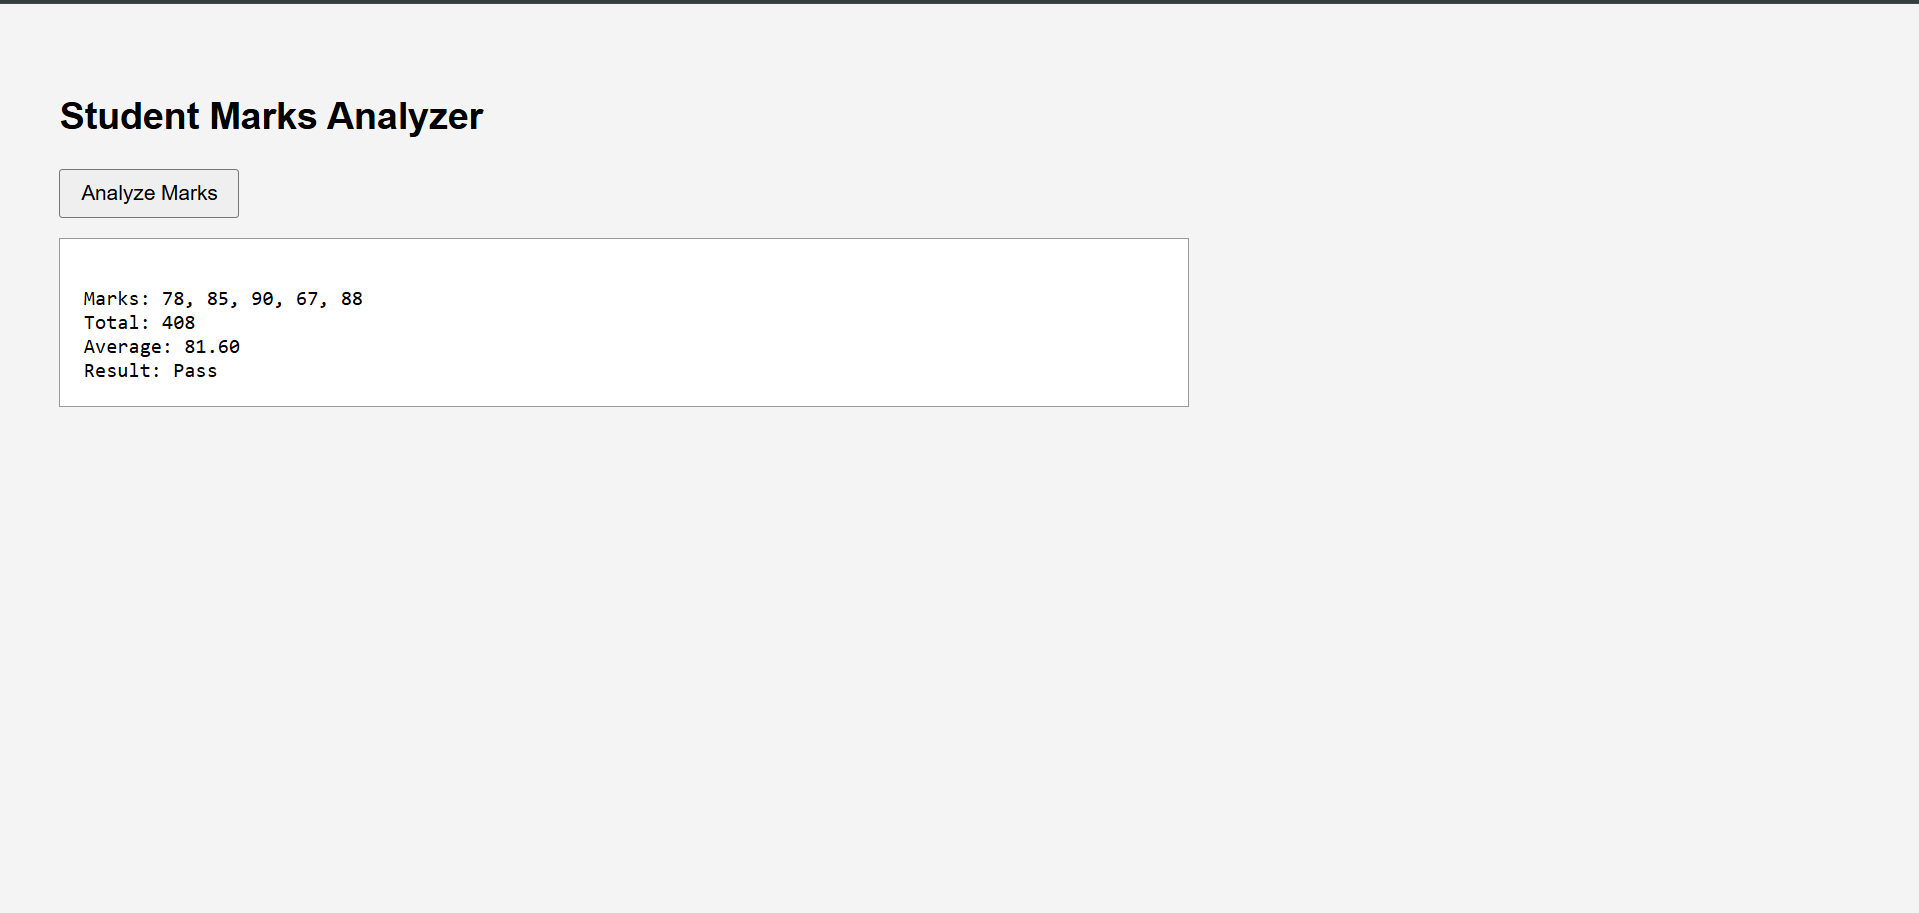 Student Marks Analyzer
Analyze Marks
Marks: 78, 85, 90, 67, 88
Total: 408
Average: 81.60
Result: Pass